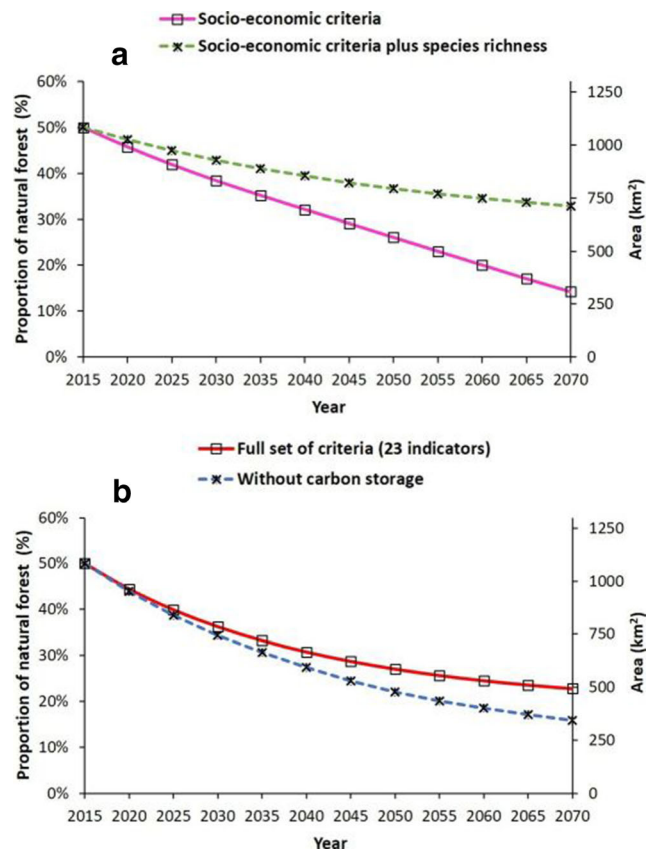 Socio-economic criteria
Socio-economic criteria plus species richness
a
Proportion of natural forest (%)
60%
50%
40%
30%
20%
10%
0%
1250
1000
750
500
250
0
Area (km²)
2015 2020 2025 2030 2035 2040 2045 2050 2055 2060 2065 2070
Year
Full set of criteria (23 indicators)
Without carbon storage
b
Proportion of natural forest (%)
60%
50%
40%
30%
20%
10%
0%
1250
1000
750
500
250
0
Area (km²)
2015 2020 2025 2030 2035 2040 2045 2050 2055 2060 2065 2070
Year